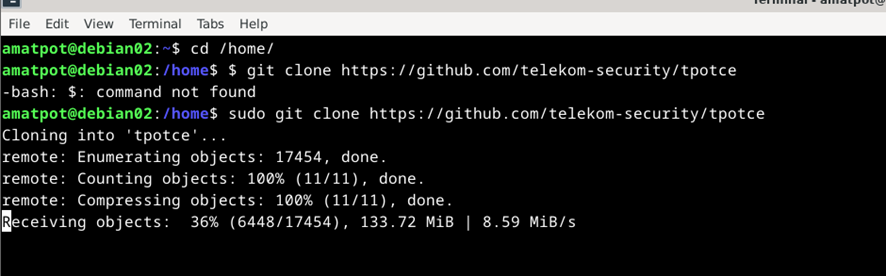 Terminal - amatpot@
File Edit View Terminal Tabs Help
amatpot@debian02:~$ cd /home/
amatpot@debian02:/home$ $ git clone https://github.com/telekom-security/tpotce
-bash: $: command not found
amatpot@debian02:/home$ sudo git clone https://github.com/telekom-security/tpotce
Cloning into 'tpotce'...
remote: Enumerating objects: 17454, done.
remote: Counting objects: 100% (11/11), done.
remote: Compressing objects: 100% (11/11), done.
Receiving objects:  36% (6448/17454), 133.72 MiB | 8.59 MiB/s